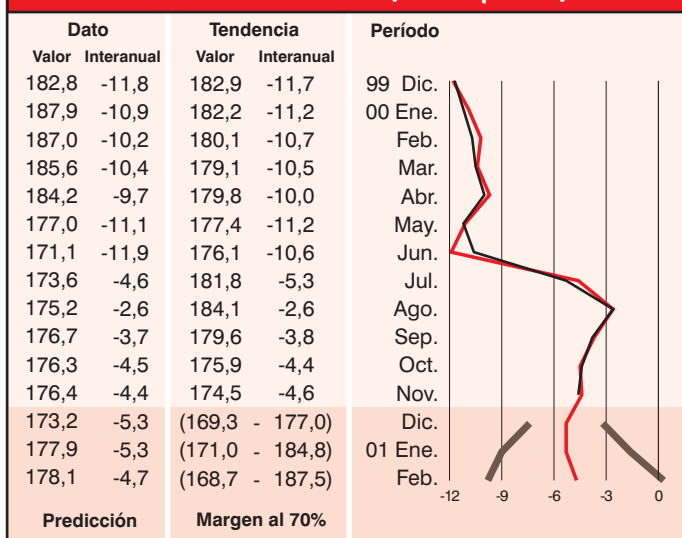 Dato Tendencia Período
Valor Interanual Valor Interanual
182,8 -11,8 182,9 -11,7 99 Dic.
187,9 -10,9 182,2 -11,2 00 Ene.
187,0 -10,2 180,1 -10,7 Feb.
185,6 -10,4 179,1 -10,5 Mar.
184,2 -9,7 179,8 -10,0 Abr.
177,0 -11,1 177,4 -11,2 May.
171,1 -11,9 176,1 -10,6 Jun.
173,6 -4,6 181,8 -5,3 Jul.
175,2 -2,6 184,1 -2,6 Ago.
176,7 -3,7 179,6 -3,8 Sep.
176,3 -4,5 175,9 -4,4 Oct.
176,4 -4,4 174,5 -4,6 Nov.
173,2 -5,3 (169,3 - 177,0) Dic.
177,9 -5,3 (171,0 - 184,8) 01 Ene.
178,1 -4,7 (168,7 - 187,5) Feb.
-12 -9 -6 -3 0
Predicción Margen al 70%